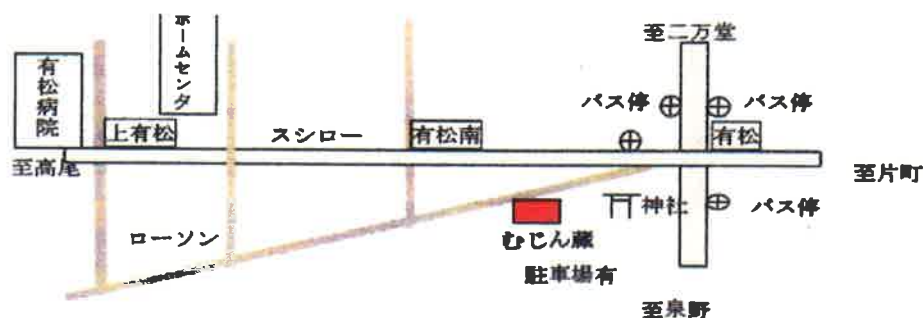 至二万堂
ホームセンタ
有松病院
バス停
バス停
上有松
スシロー
有松南
有松
至高尾
至片町
神社
バス停
ローソン
むじん蔵
駐車場有
至泉野